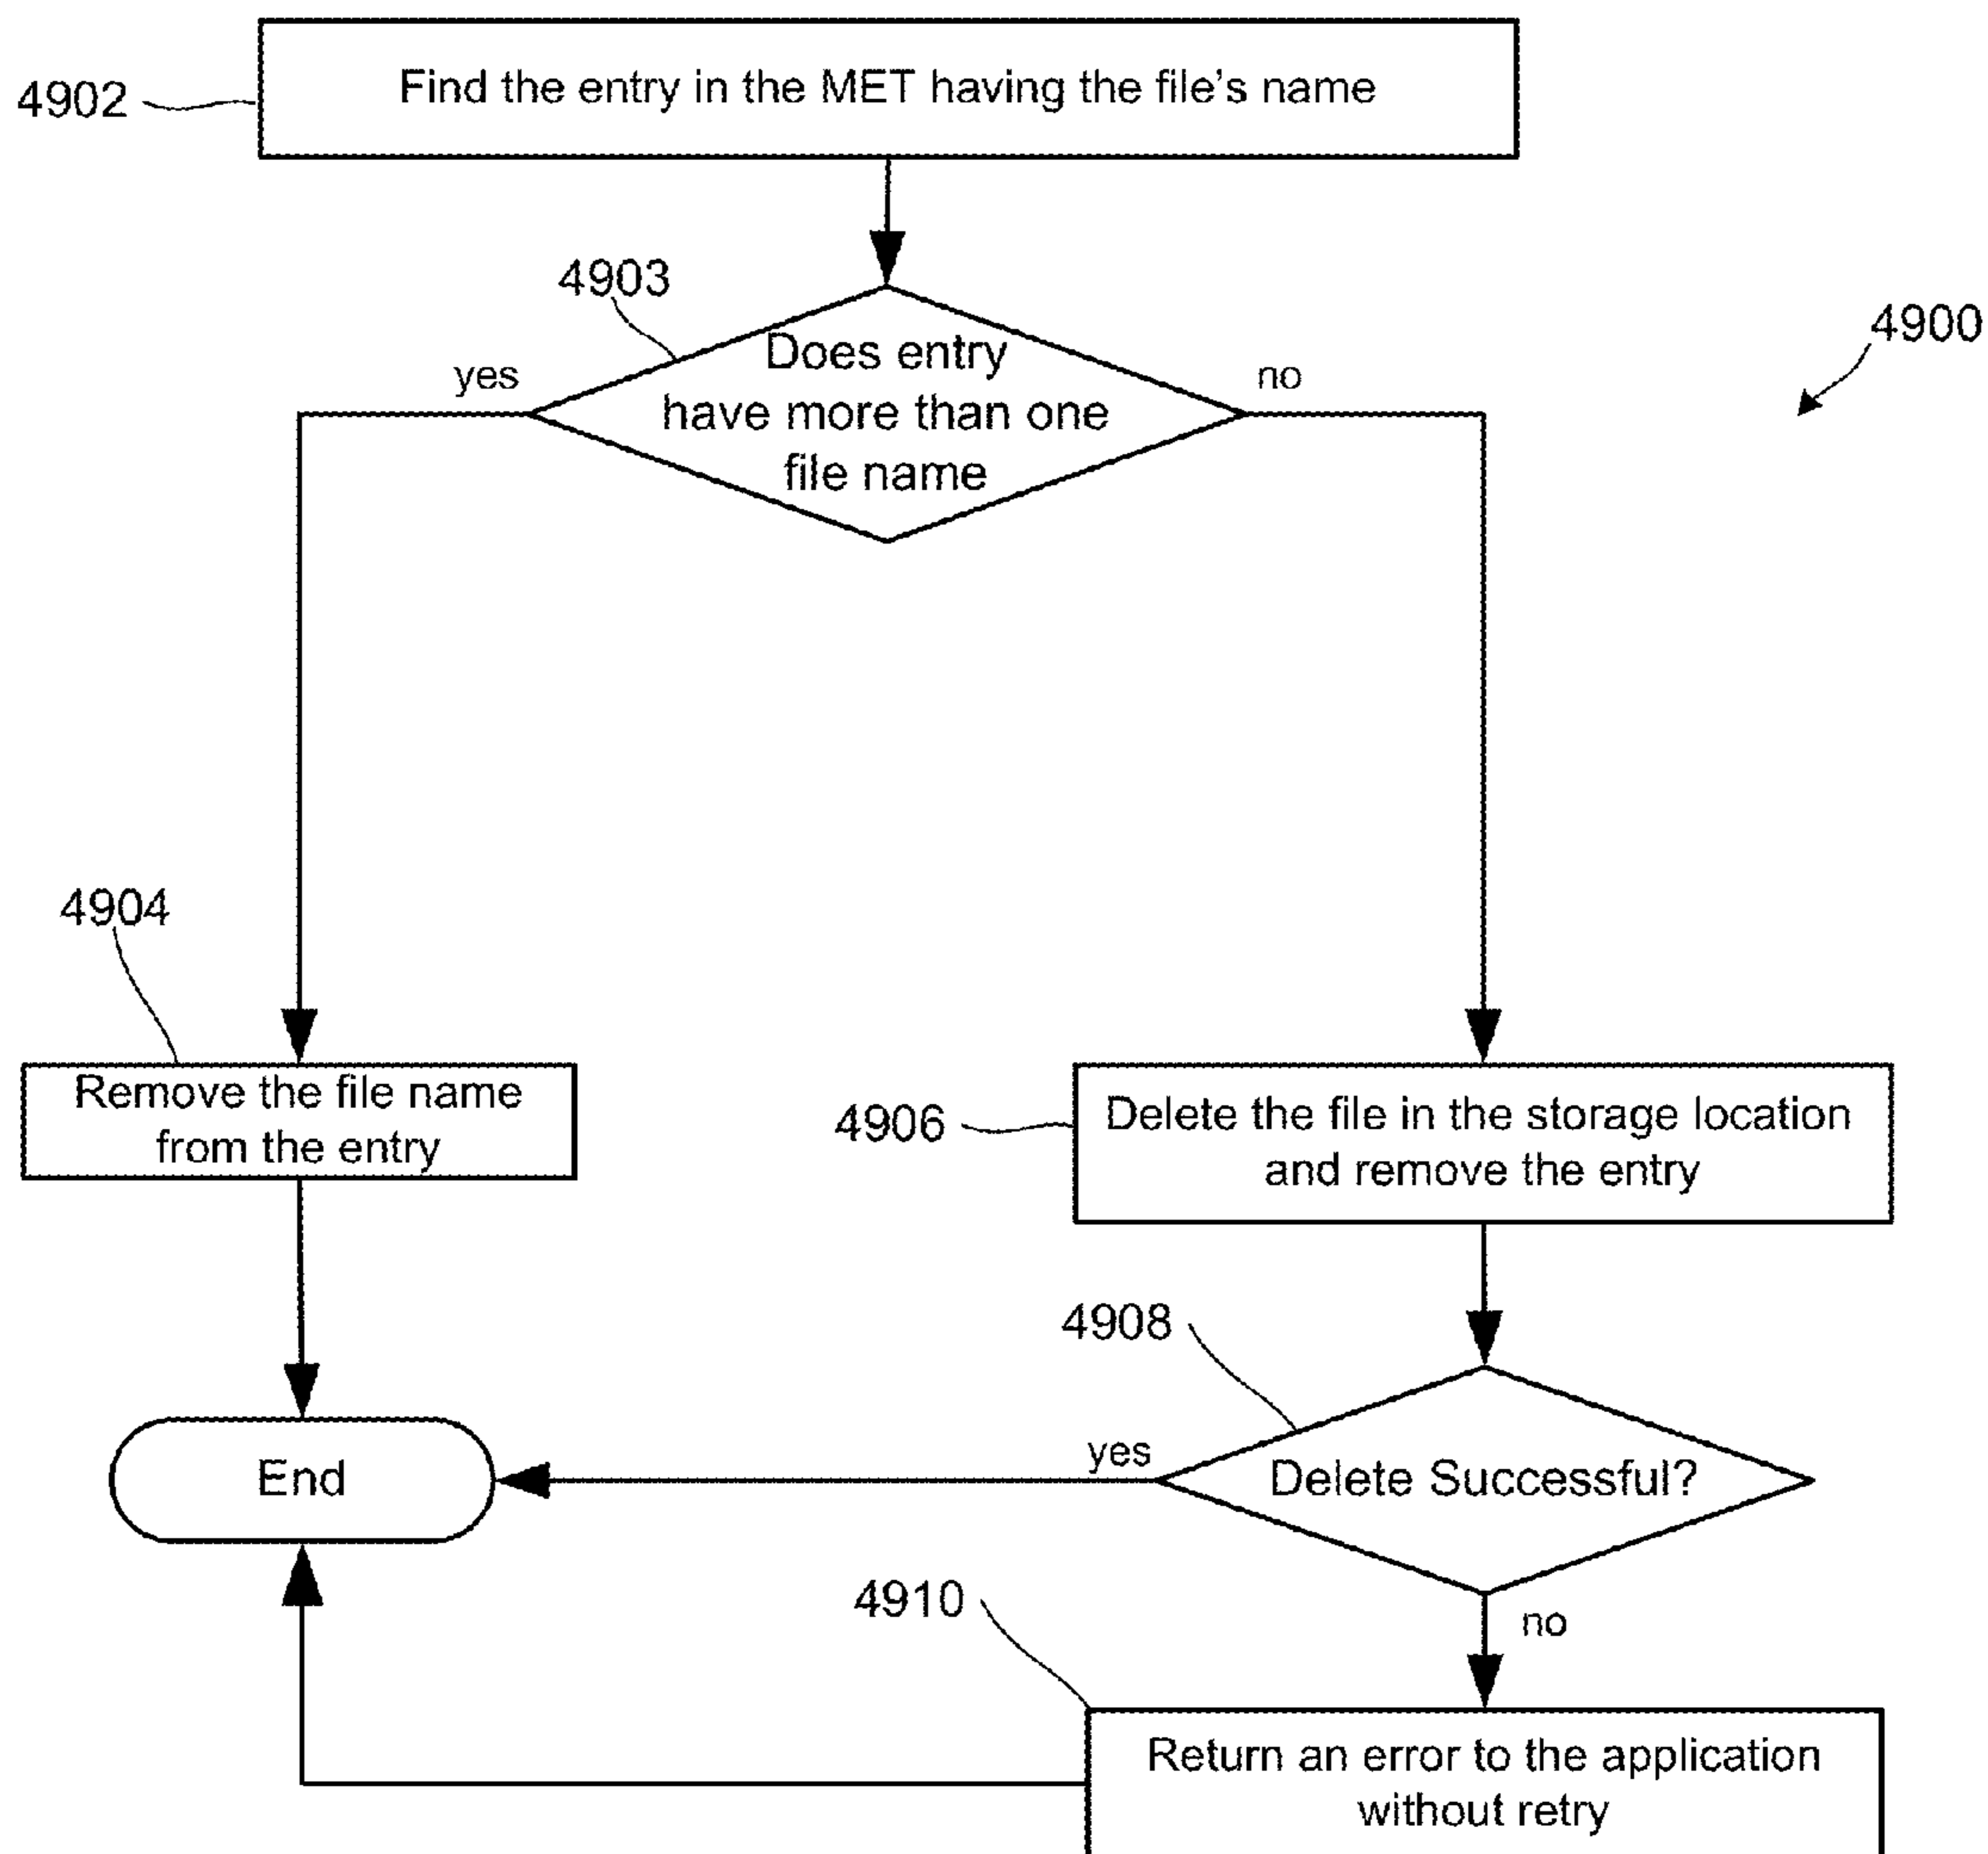 4902
Find the entry in the MET having the file's name
4903
4900
yes
Does entry
have more than one
file name
no
4904
Remove the file name
from the entry
4906
Delete the file in the storage location
and remove the entry
4908
End
yes
Delete Successful?
no
4910
Return an error to the application
without retry